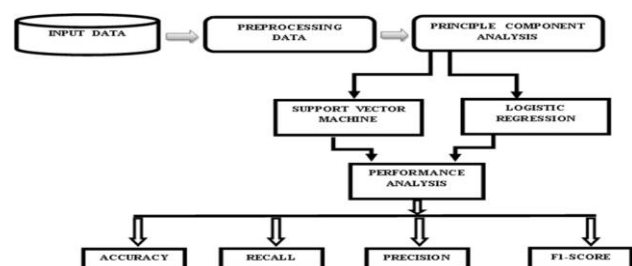 INPUT DATA
PREPROCESSING
DATA
PRINCIPLE COMPONENT
ANALYSIS
SUPPORT VECTOR
MACHINE
LOGISTIC
REGRESSION
PERFORMANCE
ANALYSIS
ACCURACY
RECALL
PRECISION
F1-SCORE